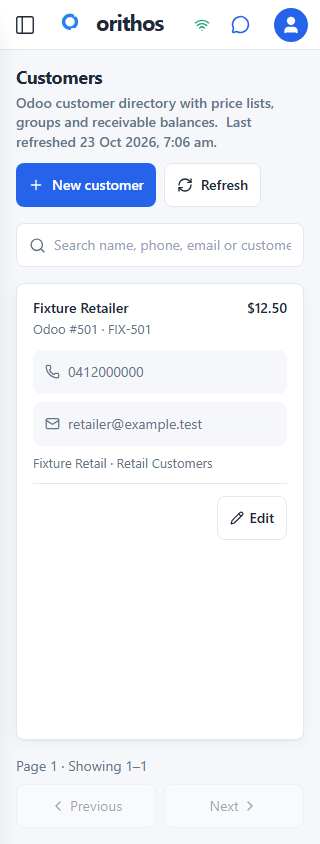 orithos
Customers
Odoo customer directory with price lists,
groups and receivable balances. Last
refreshed 23 Oct 2026, 7:06 am.
New customer
Refresh
Search name, phone, email or custome
Fixture Retailer
$12.50
Odoo #501 · FIX-501
0412000000
retailer@example.test
Fixture Retail · Retail Customers
Edit
Page 1 · Showing 1–1
Previous
Next